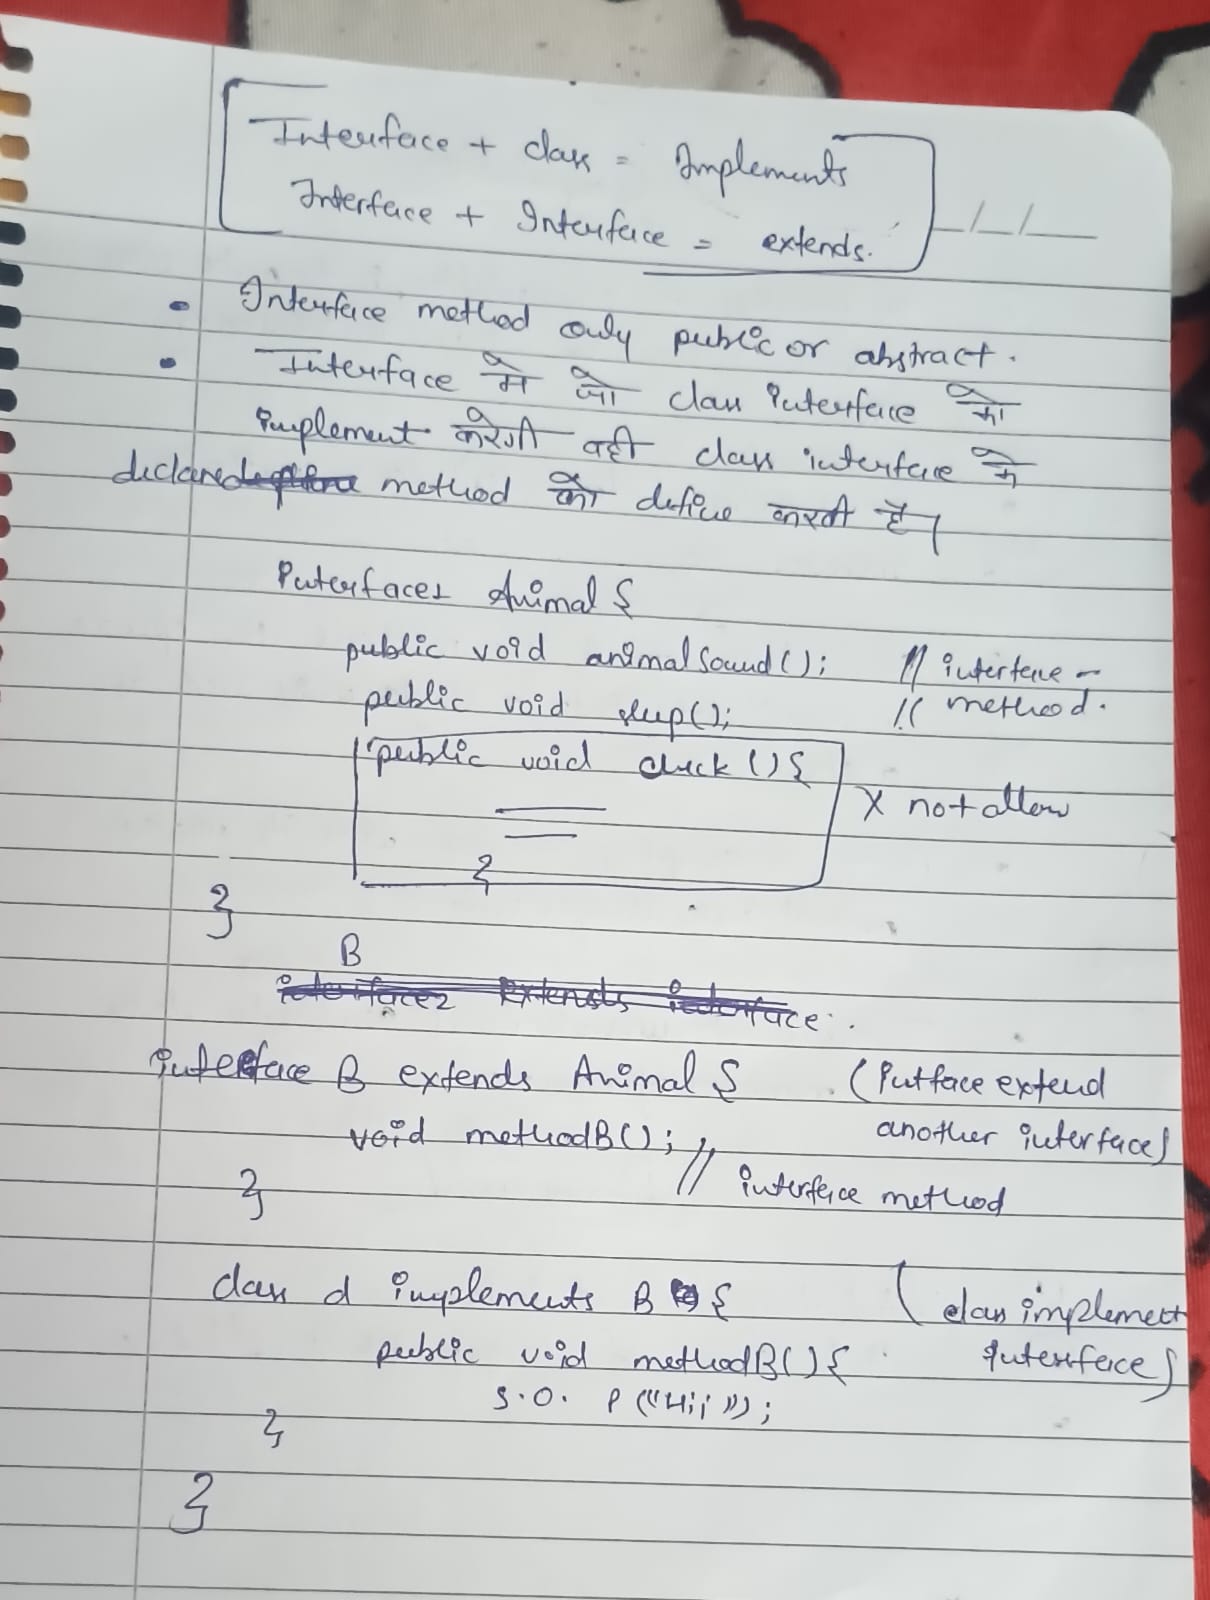 Interface + class = Implements
Interface + Interface = extends.
• Interface method only public or abstract.
• Interface में जो class interface को
implement करेगी वही class interface में
declared method को define करती है।
interfaces Animal {
public void animalSound(); // interface
public void sleep(); // method.
public void check () {
X not allow
}
}
B
interface2 extends interface.
interface B extends Animal { (intface extend
void methodB(); another interface)
// interface method
}
class d implements B { (class implement
public void methodB() { interface)
S.O. P ("Hii");
}
}